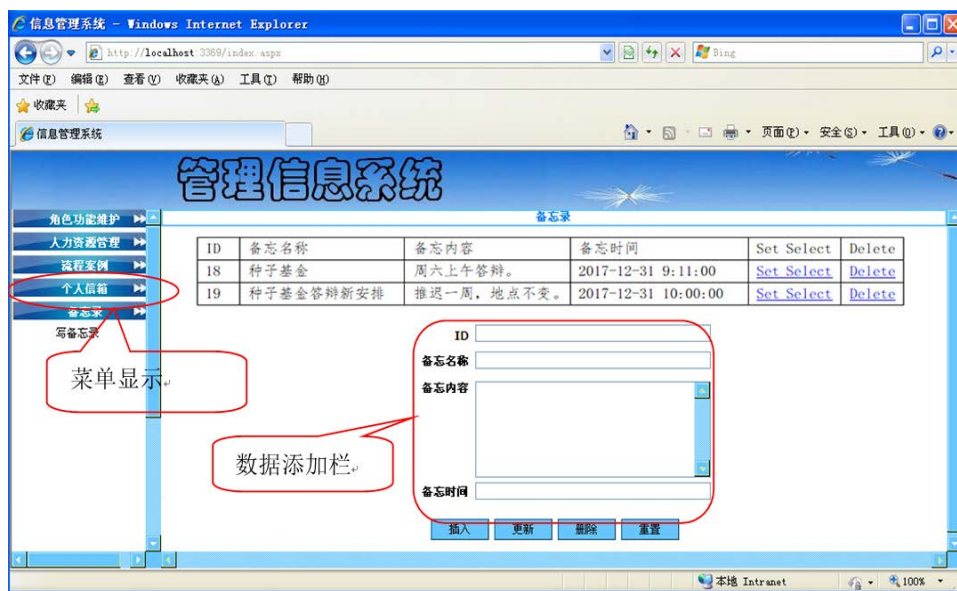 信息管理系统 - Windows Internet Explorer
http://localhost:3369/index.aspx
Bing
文件(F) 编辑(E) 查看(V) 收藏夹(A) 工具(T) 帮助(H)
收藏夹
信息管理系统
页面(P) 安全(S) 工具(O)
管理信息系统
角色功能维护
备忘录
人力资源管理
流程案例
个人信箱
备忘录
写备忘录
ID 备忘名称 备忘内容 备忘时间 Set Select Delete
18 种子基金 周六上午答辩。 2017-12-31 9:11:00 Set Select Delete
19 种子基金答辩新安排 推迟一周，地点不变。 2017-12-31 10:00:00 Set Select Delete
ID
备忘名称
备忘内容
菜单显示
数据添加栏
备忘时间
插入 更新 删除 重置
本地 Intranet 100%